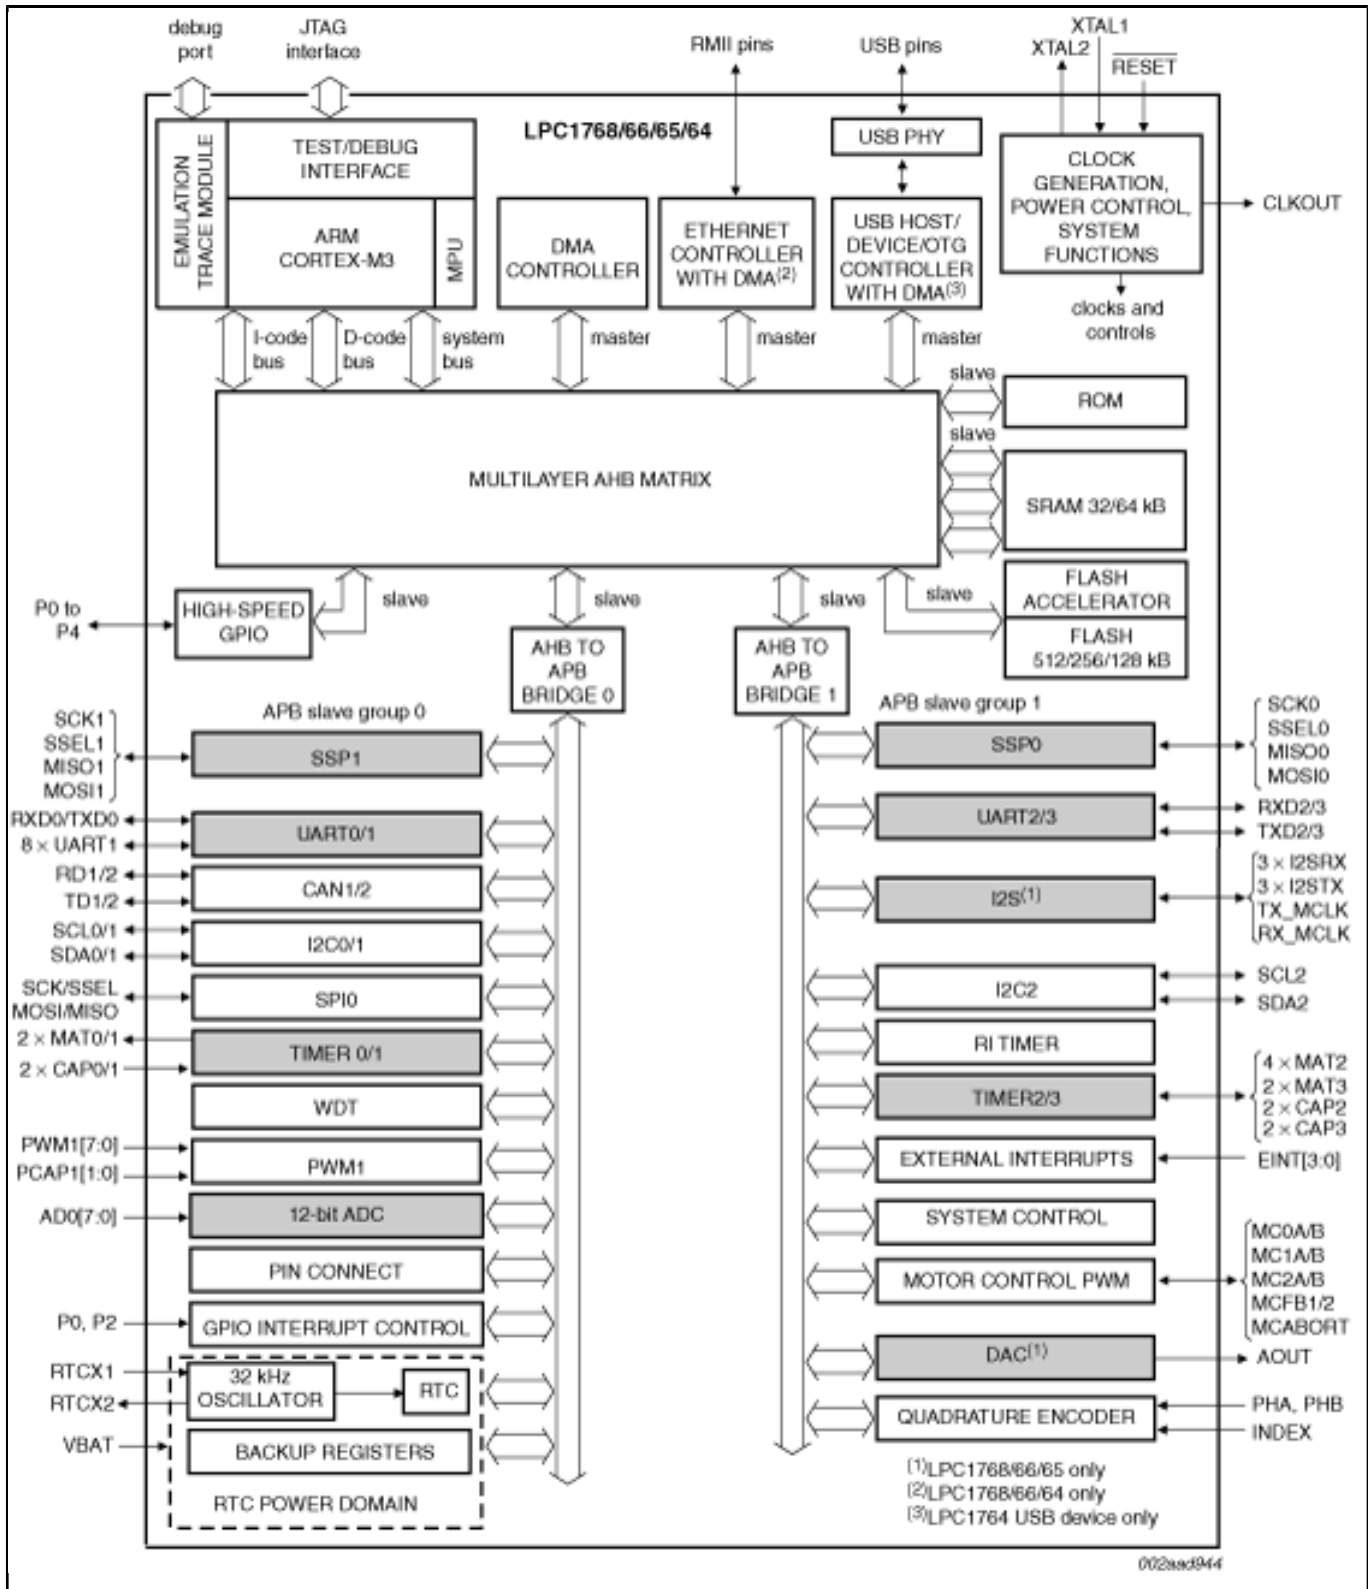 debug
port
JTAG
interface
RMII pins
USB pins
XTAL1
XTAL2
RESET
LPC1768/66/65/64
EMULATION
TRACE MODULE
TEST/DEBUG
INTERFACE
ARM
CORTEX-M3
MPU
DMA
CONTROLLER
ETHERNET
CONTROLLER
WITH DMA(2)
USB PHY
USB HOST/
DEVICE/OTG
CONTROLLER
WITH DMA(3)
CLOCK
GENERATION,
POWER CONTROL,
SYSTEM
FUNCTIONS
CLKOUT
clocks and
controls
I-code
bus
D-code
bus
system
bus
master
master
master
slave
ROM
slave
MULTILAYER AHB MATRIX
SRAM 32/64 kB
FLASH
ACCELERATOR
FLASH
512/256/128 kB
P0 to
P4
HIGH-SPEED
GPIO
slave
slave
slave
slave
AHB TO
APB
BRIDGE 0
AHB TO
APB
BRIDGE 1
APB slave group 0
SCK1
SSEL1
MISO1
MOSI1
SSP1
RXD0/TXD0
8 × UART1
UART0/1
RD1/2
TD1/2
CAN1/2
SCL0/1
SDA0/1
I2C0/1
SCK/SSEL
MOSI/MISO
SPI0
2 × MAT0/1
2 × CAP0/1
TIMER 0/1
WDT
PWM1[7:0]
PCAP1[1:0]
PWM1
AD0[7:0]
12-bit ADC
PIN CONNECT
P0, P2
GPIO INTERRUPT CONTROL
RTCX1
RTCX2
32 kHz
OSCILLATOR
RTC
VBAT
BACKUP REGISTERS
RTC POWER DOMAIN
APB slave group 1
SSP0
SCK0
SSEL0
MISO0
MOSI0
UART2/3
RXD2/3
TXD2/3
I2S(1)
3 × I2SRX
3 × I2STX
TX_MCLK
RX_MCLK
I2C2
SCL2
SDA2
RI TIMER
TIMER2/3
4 × MAT2
2 × MAT3
2 × CAP2
2 × CAP3
EXTERNAL INTERRUPTS
EINT[3:0]
SYSTEM CONTROL
MOTOR CONTROL PWM
MC0A/B
MC1A/B
MC2A/B
MCFB1/2
MCABORT
DAC(1)
AOUT
QUADRATURE ENCODER
PHA, PHB
INDEX
(1)LPC1768/66/65 only
(2)LPC1768/66/64 only
(3)LPC1764 USB device only
002aad944